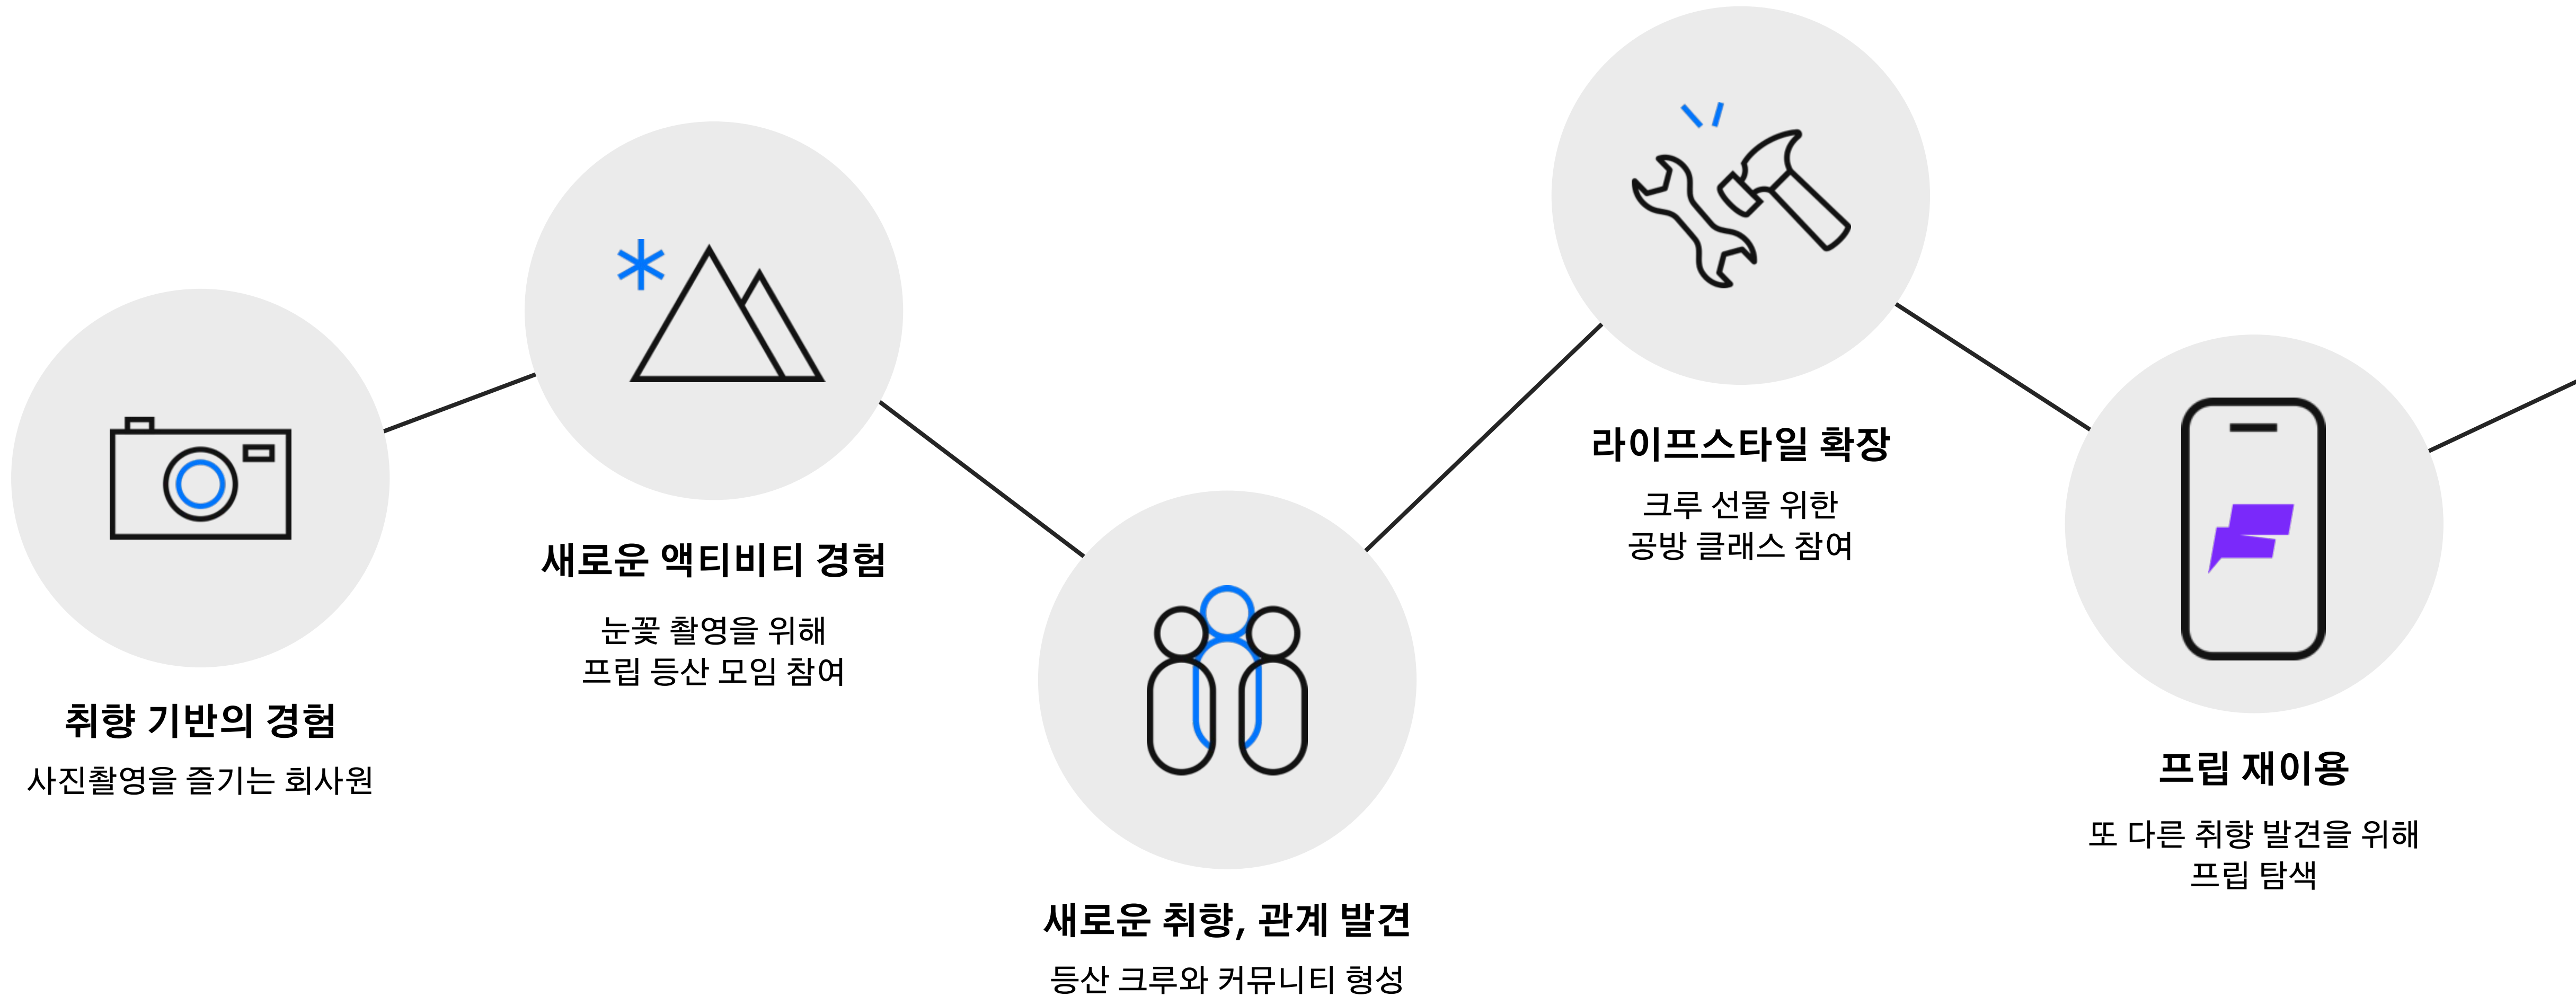 취향 기반의 경험
사진촬영을 즐기는 회사원
새로운 액티비티 경험
눈꽃 촬영을 위해
프립 등산 모임 참여
새로운 취향, 관계 발견
등산 크루와 커뮤니티 형성
라이프스타일 확장
크루 선물 위한
공방 클래스 참여
프립 재이용
또 다른 취향 발견을 위해
프립 탐색